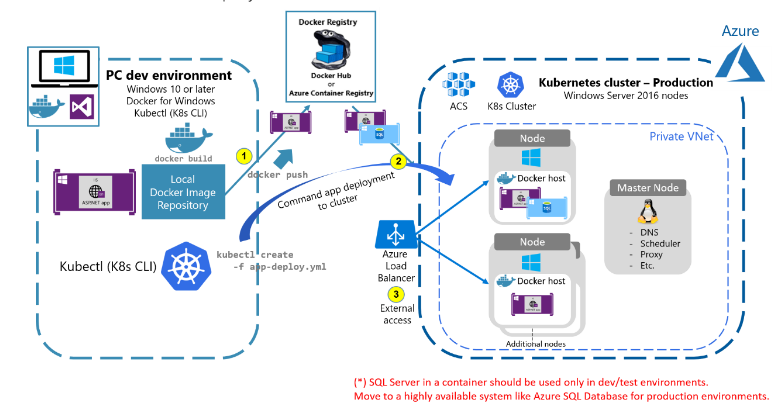 Docker Registry
Docker Hub
or
Azure Container Registry
Azure
PC dev environment
Windows 10 or later
Docker for Windows
Kubectl (K8s CLI)
docker build
1
docker push
Local
Docker Image
Repository
ASP.NET app
Kubectl (K8s CLI)
kubectl create
-f app-deploy.yml
2
Command app deployment
to cluster
ACS
K8s Cluster
Kubernetes cluster – Production
Windows Server 2016 nodes
Private VNet
Node
Docker host
SQL
Azure
Load
Balancer
3
External
access
Node
Docker host
Additional nodes
Master Node
- DNS
- Scheduler
- Proxy
- Etc.
(*) SQL Server in a container should be used only in dev/test environments.
Move to a highly available system like Azure SQL Database for production environments.